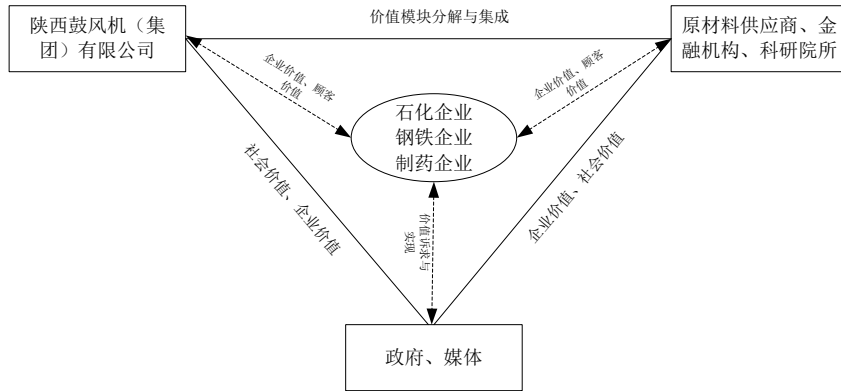 价值模块分解与集成
陕西鼓风机（集
团）有限公司
原材料供应商、金
融机构、科研院所
企业价值、顾客
价值
企业价值、顾客
价值
石化企业
钢铁企业
制药企业
社会价值、企业价值
企业价值、社会价值
价值诉求与
实现
政府、媒体